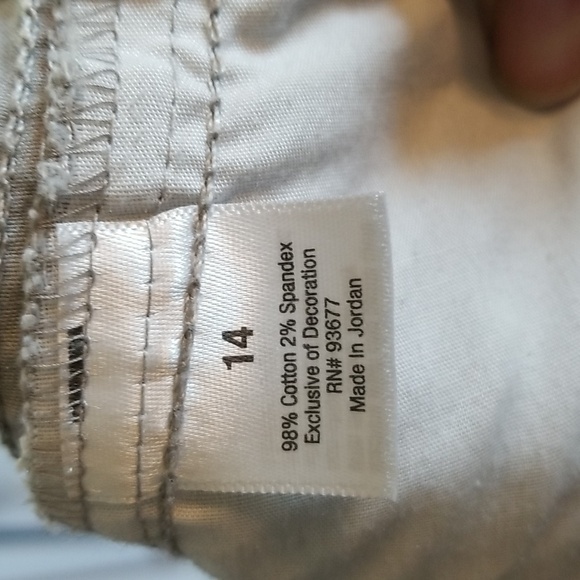 14
98% Cotton 2% Spandex
Exclusive of Decoration
RN# 93677
Made In Jordan